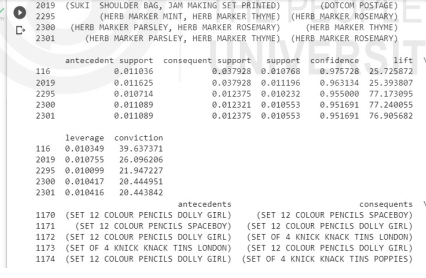 2019 (SUKI SHOULDER BAG, JAM MAKING SET PRINTED) (DOTCOM POSTAGE)
2295 (HERB MARKER MINT, HERB MARKER THYME) (HERB MARKER ROSEMARY)
2300 (HERB MARKER PARSLEY, HERB MARKER ROSEMARY) (HERB MARKER THYME)
2301 (HERB MARKER PARSLEY, HERB MARKER THYME) (HERB MARKER ROSEMARY)
antecedent support consequent support support confidence lift \
116 0.011036 0.037928 0.010768 0.975728 25.725872
2019 0.011625 0.037928 0.011196 0.963134 25.393807
2295 0.010714 0.012375 0.010232 0.955000 77.173095
2300 0.011089 0.012321 0.010553 0.951691 77.240055
2301 0.011089 0.012375 0.010553 0.951691 76.905682
leverage conviction
116 0.010349 39.637371
2019 0.010755 26.096206
2295 0.010099 21.947227
2300 0.010417 20.444951
2301 0.010416 20.443842
antecedents consequents \
1170 (SET 12 COLOUR PENCILS DOLLY GIRL) (SET 12 COLOUR PENCILS SPACEBOY)
1171 (SET 12 COLOUR PENCILS SPACEBOY) (SET 12 COLOUR PENCILS DOLLY GIRL)
1172 (SET 12 COLOUR PENCILS DOLLY GIRL) (SET OF 4 KNICK KNACK TINS LONDON)
1173 (SET OF 4 KNICK KNACK TINS LONDON) (SET 12 COLOUR PENCILS DOLLY GIRL)
1174 (SET 12 COLOUR PENCILS DOLLY GIRL) (SET OF 4 KNICK KNACK TINS POPPIES)